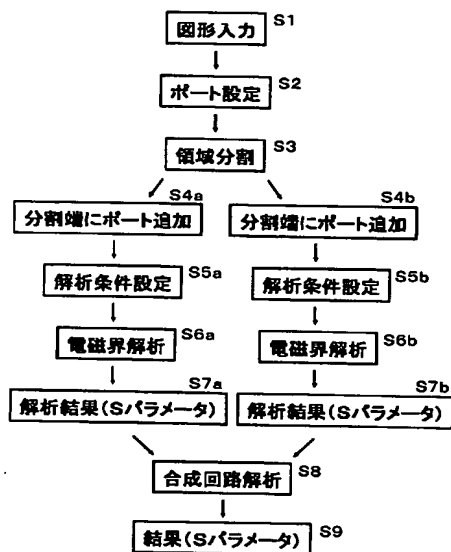 図形入力 S1
ポート設定 S2
領域分割 S3
S4a S4b
分割端にポート追加 分割端にポート追加
解析条件設定 S5a 解析条件設定 S5b
電磁界解析 S6a 電磁界解析 S6b
S7a S7b
解析結果(Sパラメータ) 解析結果(Sパラメータ)
合成回路解析 S8
結果(Sパラメータ) S9